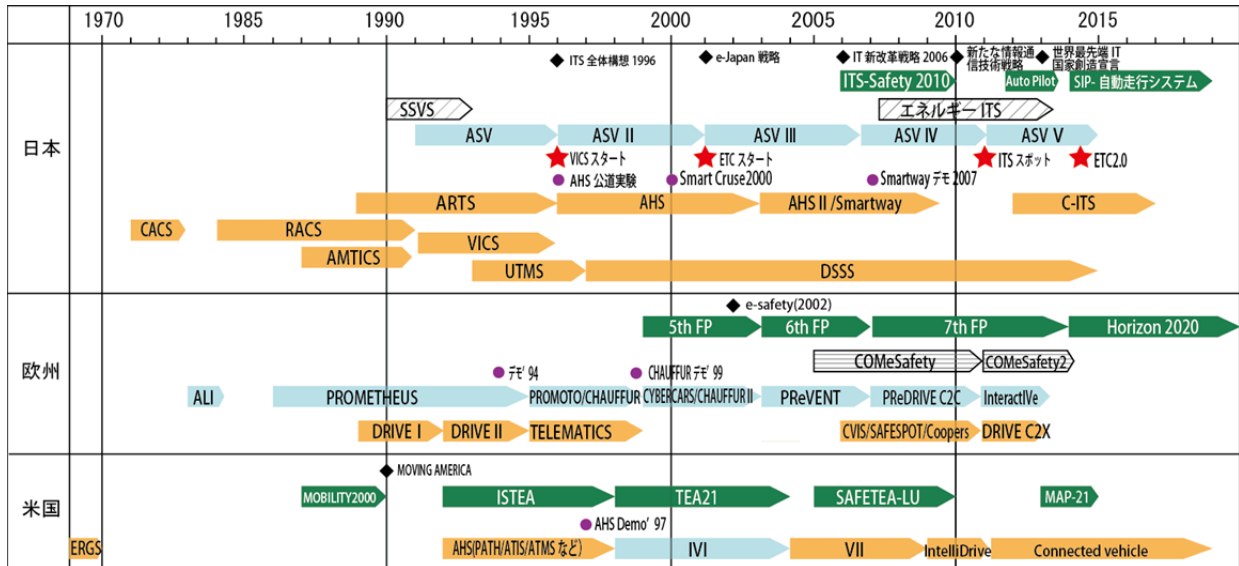 1970 1985 1990 1995 2000 2005 2010 2015
日本
ITS 全体構想 1996
e-Japan 戦略
IT 新改革戦略 2006
新たな情報通
信技術戦略
世界最先端 IT
国家創造宣言
ITS-Safety 2010
Auto Pilot
SIP- 自動走行システム
SSVS
エネルギー ITS
ASV
ASV II
ASV III
ASV IV
ASV V
VICS スタート
ETC スタート
ITS スポット
ETC2.0
AHS 公道実験
Smart Cruse2000
Smartway デモ 2007
ARTS
AHS
AHS II /Smartway
C-ITS
CACS
RACS
VICS
AMTICS
UTMS
DSSS
欧州
e-safety(2002)
5th FP
6th FP
7th FP
Horizon 2020
COMeSafety
COMeSafety2
デモ' 94
CHAUFFUR デモ' 99
ALI
PROMETHEUS
PROMOTO/CHAUFFUR
CYBERCARS/CHAUFFUR II
PReVENT
PReDRIVE C2C
InteractIVe
DRIVE I
DRIVE II
TELEMATICS
CVIS/SAFESPOT/Coopers
DRIVE C2X
米国
MOVING AMERICA
MOBILITY2000
ISTEA
TEA21
SAFETEA-LU
MAP-21
AHS Demo' 97
ERGS
AHS(PATH/ATIS/ATMS など)
IVI
VII
IntelliDrive
Connected vehicle